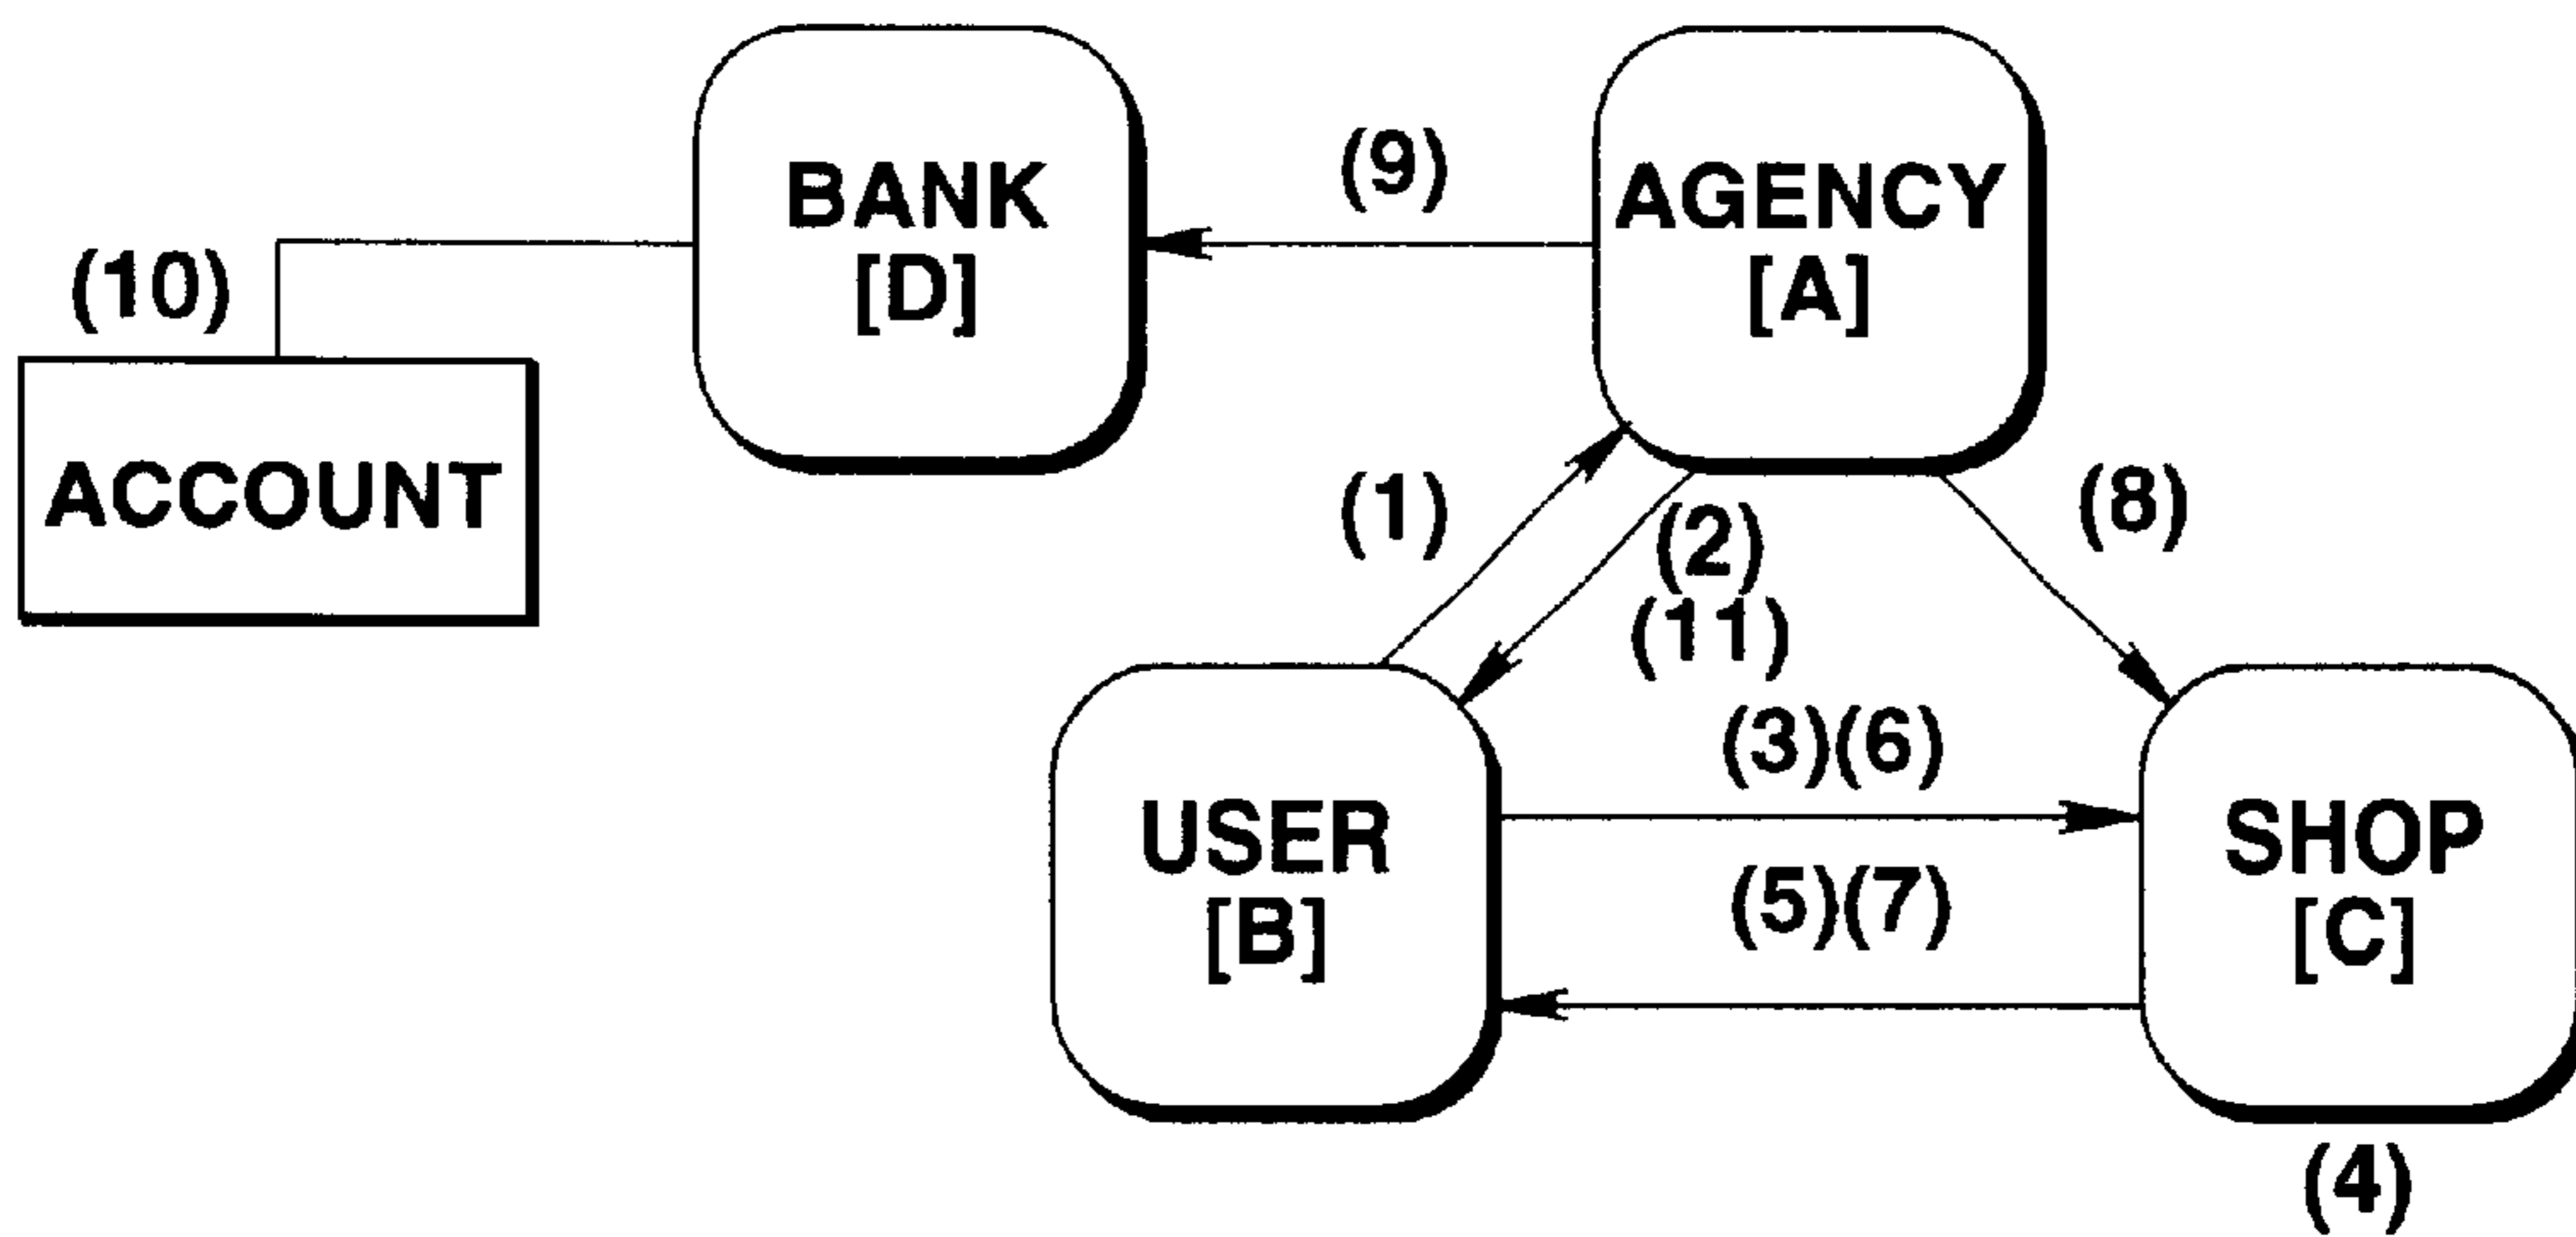 BANK
[D]
(9)
AGENCY
[A]
(10)
ACCOUNT
(1)
(2)
(11)
(8)
(3)(6)
USER
[B]
(5)(7)
SHOP
[C]
(4)